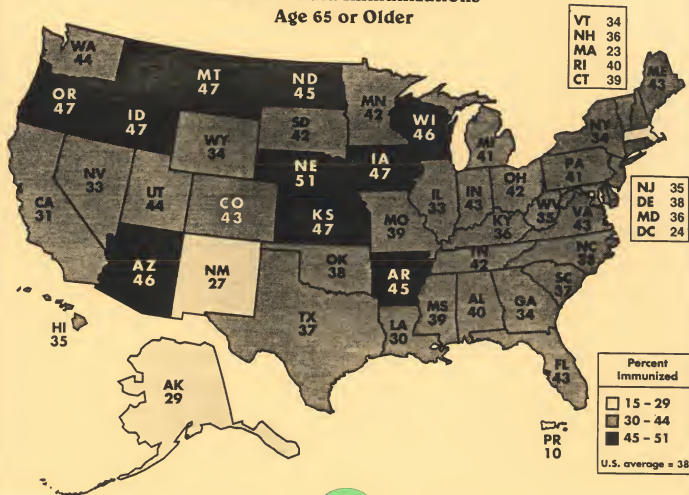 Age 65 or Older
VT 34
NH 36
MA 23
RI 40
CT 39
WA
44
MT
47
ND
45
MN
42
ME
43
OR
47
ID
47
SD
42
WI
46
NY
34
WY
34
MI
41
NE
51
IA
47
PA
41
NV
33
UT
44
CO
43
IL
33
IN
43
OH
42
NJ 35
DE 38
MD 36
DC 24
CA
31
KS
47
MO
39
KY
36
WV
35
VA
43
AZ
46
NM
27
OK
38
AR
45
TN
42
NC
38
SC
37
TX
37
LA
30
MS
39
AL
40
GA
34
HI
35
AK
29
FL
43
PR
10
Percent
Immunized
15 – 29
30 – 44
45 – 51
U.S. average = 38